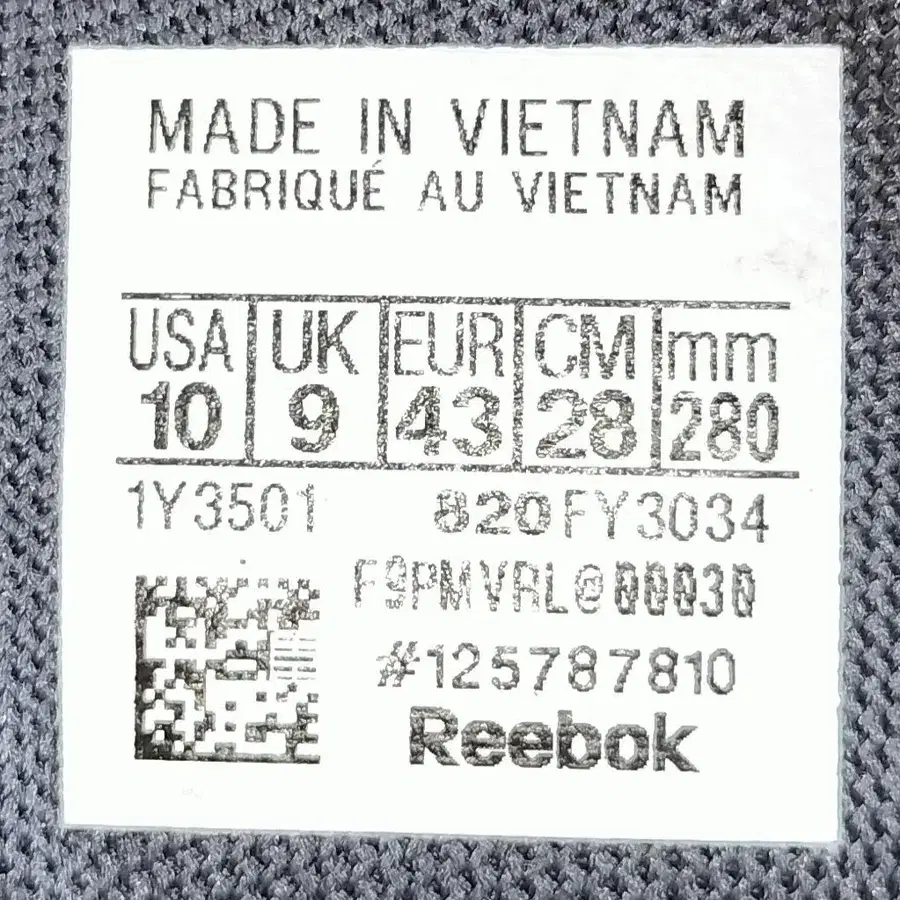 MADE IN VIETNAM
FABRIQUÉ AU VIETNAM
USA UK EUR CM mm
10 9 43 28 280
1Y3501 820 FY3034
F9PMVRL@00030
#125787810
Reebok